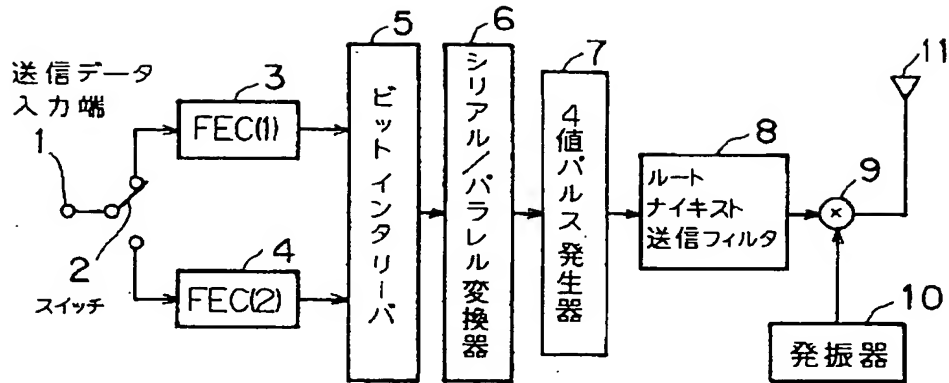 送信データ
入力端
1
2
スイッチ
3
FEC(1)
4
FEC(2)
5
ビットインタリーバ
6
シリアル/パラレル変換器
7
4値パルス発生器
8
ルート
ナイキスト
送信フィルタ
9
×
10
発振器
11